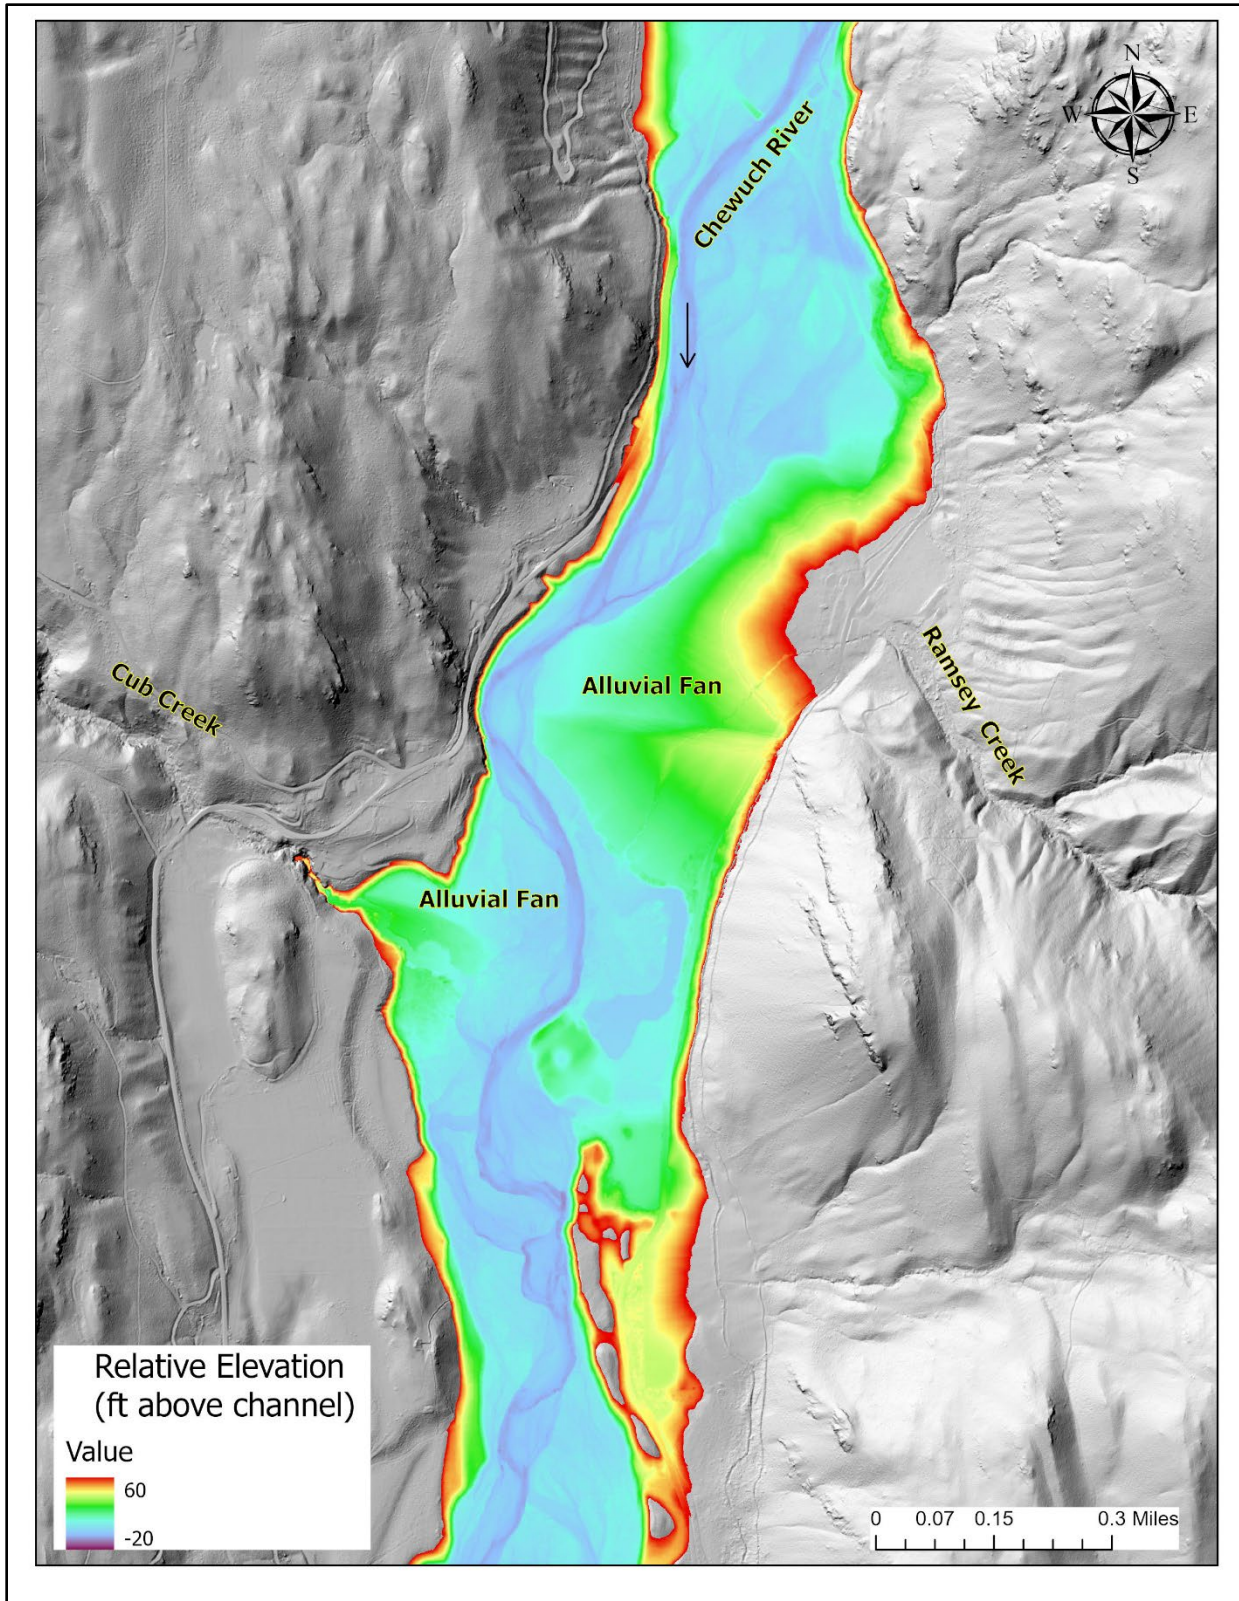 N
W
E
S
Chewuch River
Ramsey Creek
Cub Creek
Alluvial Fan
Alluvial Fan
Relative Elevation
(ft above channel)
Value
60
-20
0 0.07 0.15 0.3 Miles